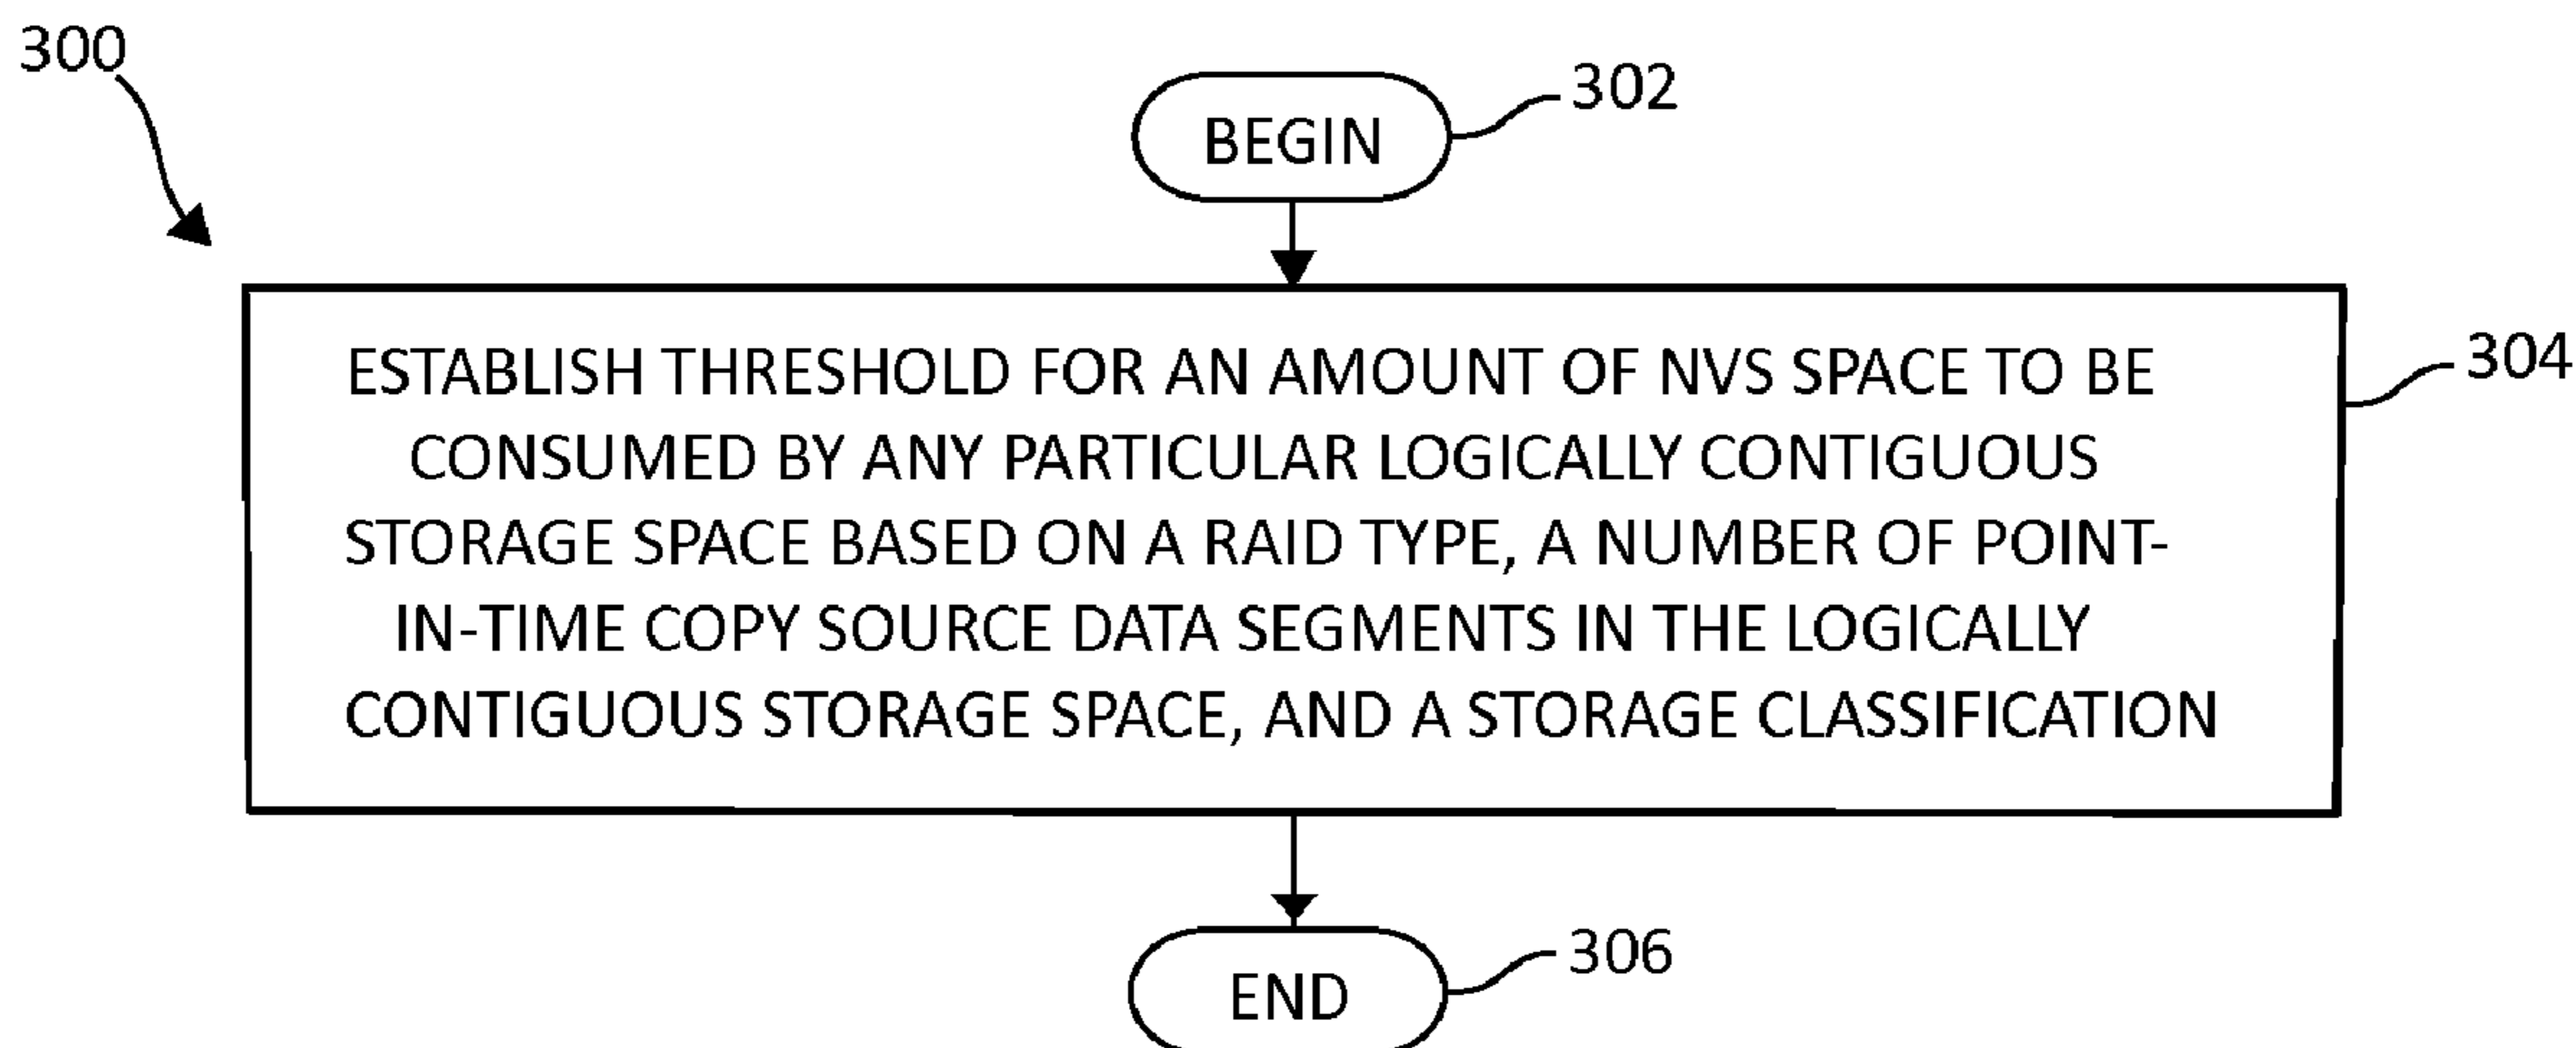 300
BEGIN
302
ESTABLISH THRESHOLD FOR AN AMOUNT OF NVS SPACE TO BE
CONSUMED BY ANY PARTICULAR LOGICALLY CONTIGUOUS
STORAGE SPACE BASED ON A RAID TYPE, A NUMBER OF POINT-
IN-TIME COPY SOURCE DATA SEGMENTS IN THE LOGICALLY
CONTIGUOUS STORAGE SPACE, AND A STORAGE CLASSIFICATION
304
END
306